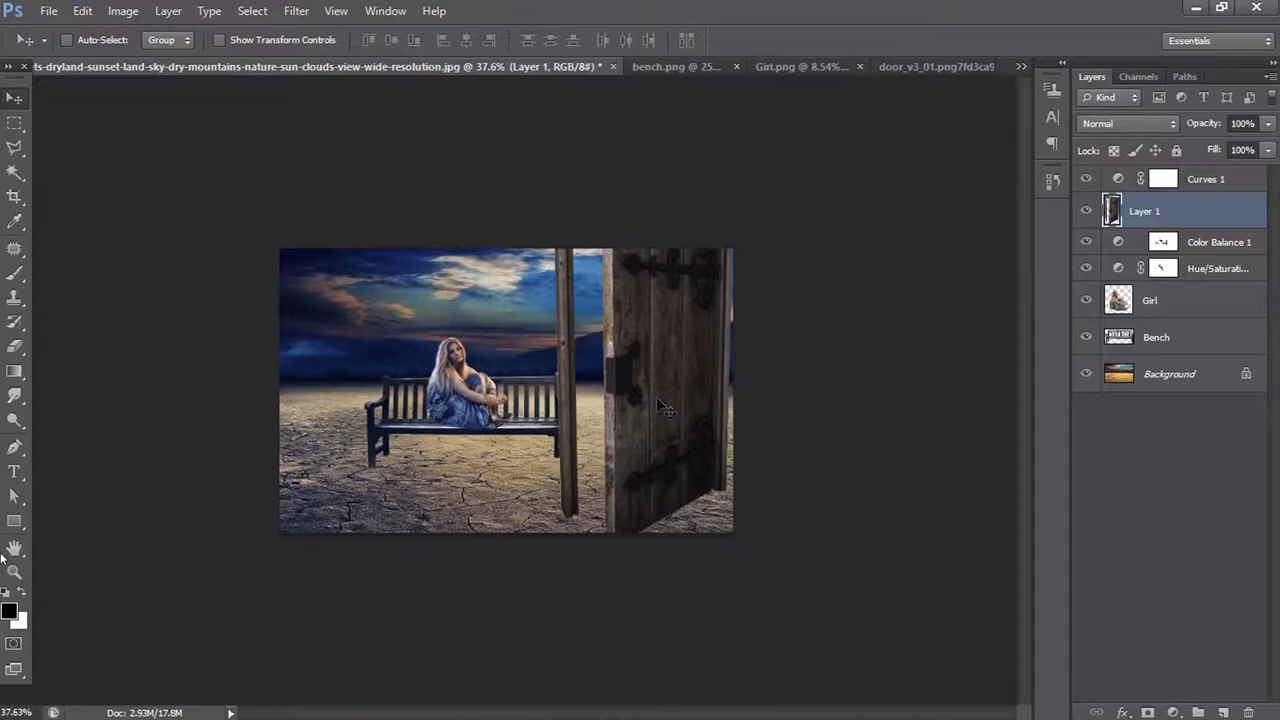 Ps File Edit Image Layer Type Select Filter View Window Help
Auto-Select: Group Show Transform Controls Essentials
ts-dryland-sunset-land-sky-dry-mountains-nature-sun-clouds-view-wide-resolution.jpg @ 37.6% (Layer 1, RGB/8#) * × bench.png @ 25... × Girl.png @ 8.54%... × door_v3_01.png7fd3ca9
Layers Channels Paths
Kind
Normal Opacity: 100%
Lock: Fill: 100%
Curves 1
Layer 1
Color Balance 1
Hue/Saturati...
Girl
Bench
Background
37.63% Doc: 2.93M/17.8M